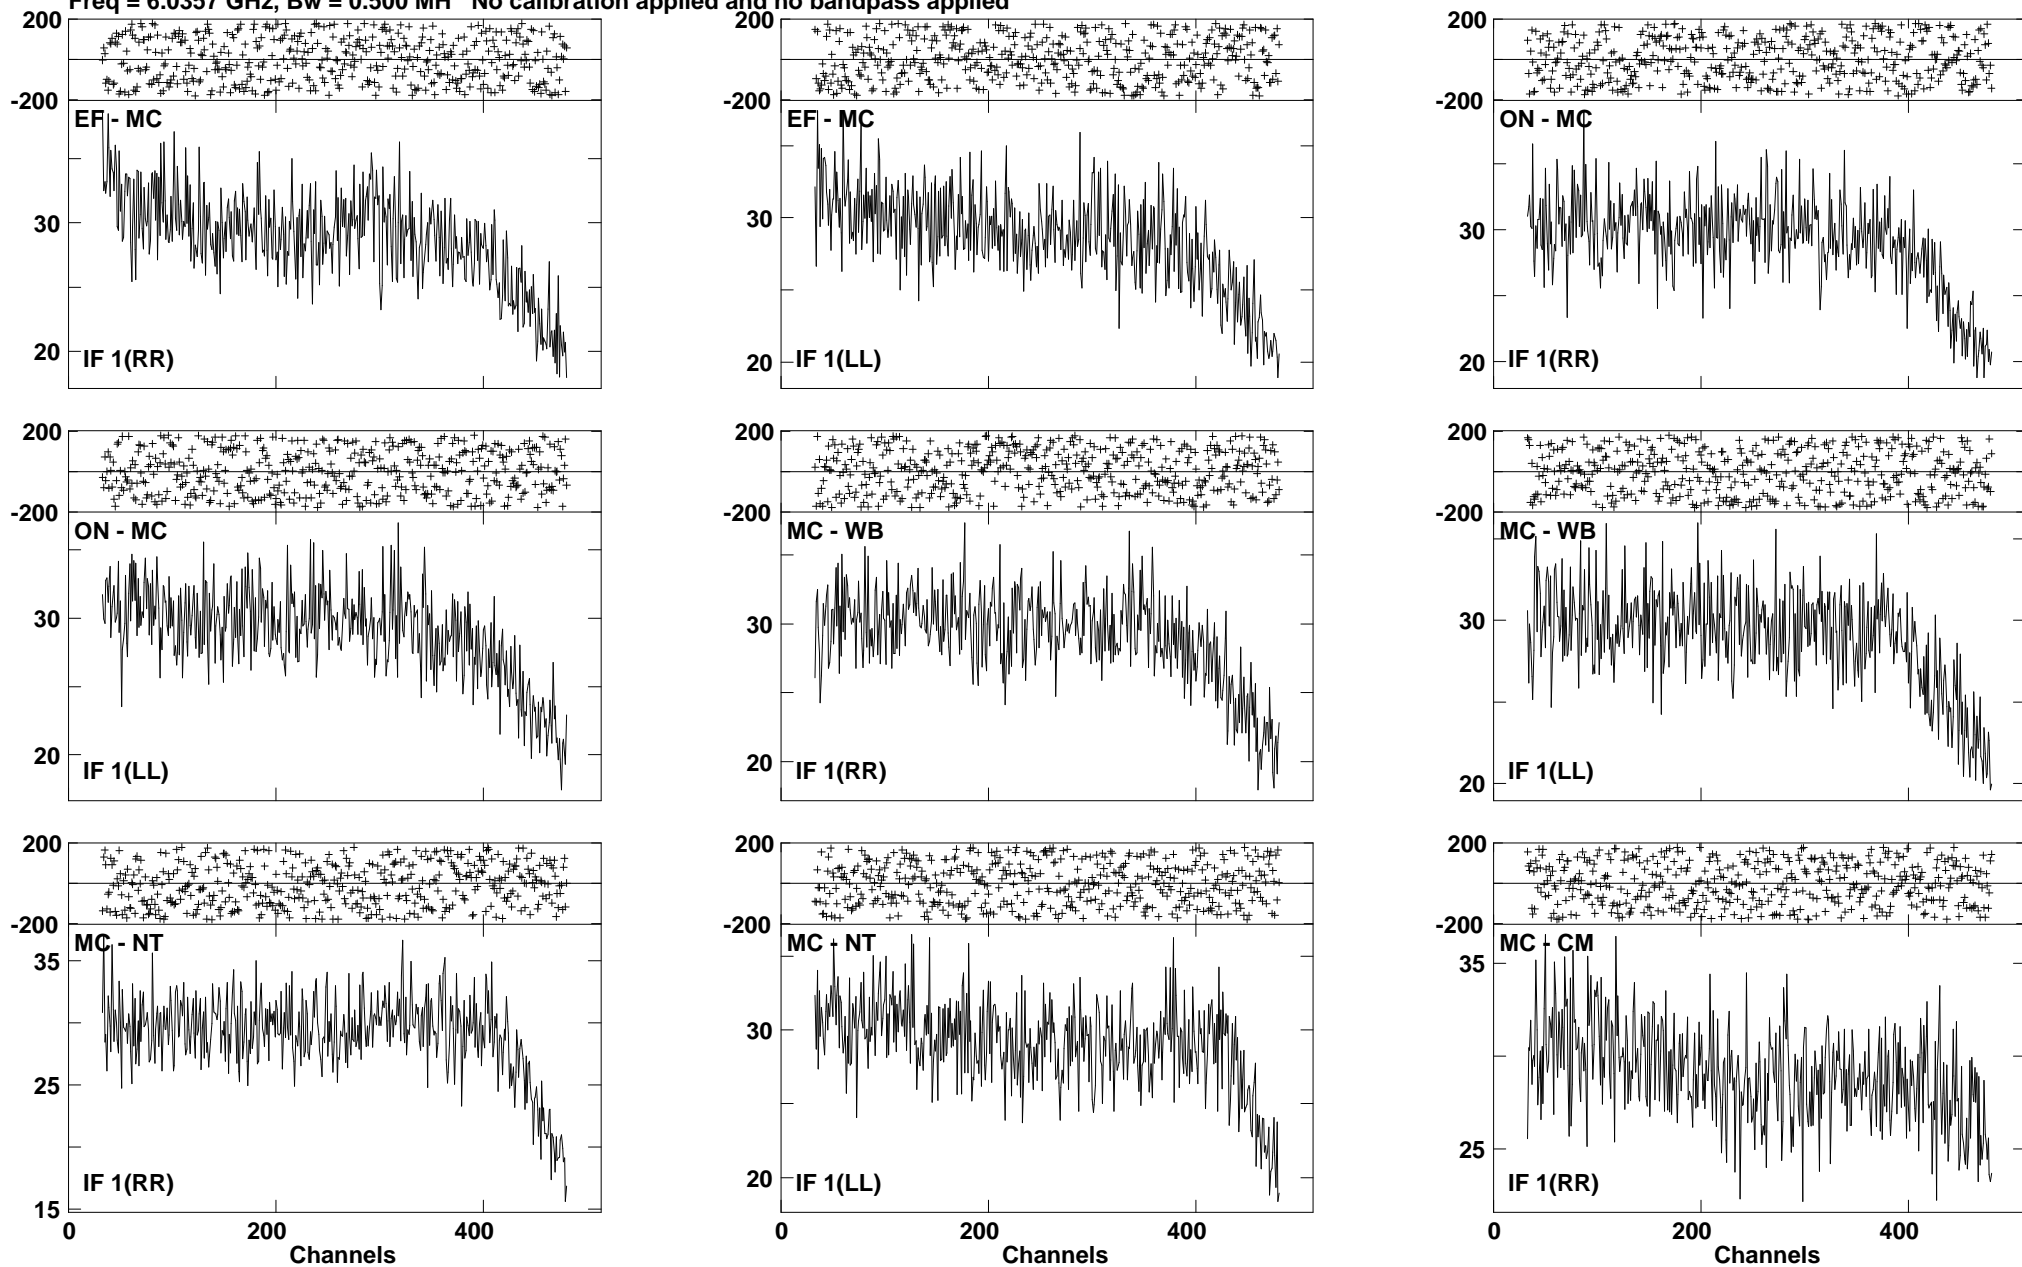 Freq = 6.0357 GHz, Bw = 0.500 MH No calibration applied and no bandpass applied
200
-200
EF - MC
30
20
IF 1(RR)
-200
EF - MC
30
20
IF 1(LL)
200
-200
ON - MC
30
20
IF 1(RR)
200
-200
ON - MC
30
20
IF 1(LL)
200
-200
MC - WB
30
20
IF 1(RR)
200
-200
MC - WB
30
20
IF 1(LL)
200
-200
MC - NT
35
25
15
IF 1(RR)
0 200 400
Channels
200
-200
MC - NT
30
20
IF 1(LL)
0 200 400
Channels
200
-200
MC - CM
35
25
IF 1(RR)
0 200 400
Channels